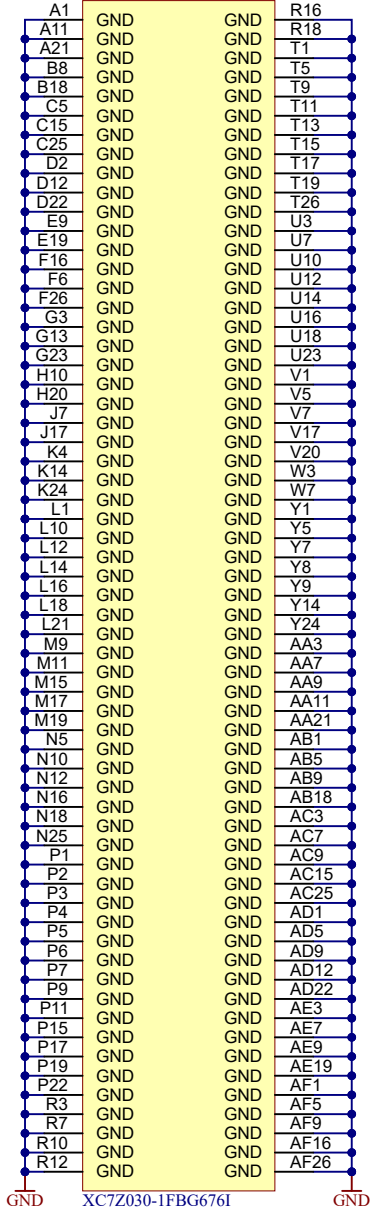 A1 GND GND R16
A11 GND GND R18
A21 GND GND T1
B8 GND GND T5
B18 GND GND T9
C5 GND GND T11
C15 GND GND T13
C25 GND GND T15
D2 GND GND T17
D12 GND GND T19
D22 GND GND T26
E9 GND GND U3
E19 GND GND U7
F16 GND GND U10
F6 GND GND U12
F26 GND GND U14
G3 GND GND U16
G13 GND GND U18
G23 GND GND U23
H10 GND GND V1
H20 GND GND V5
J7 GND GND V7
J17 GND GND V17
K4 GND GND V20
K14 GND GND W3
K24 GND GND W7
L1 GND GND Y1
L10 GND GND Y5
L12 GND GND Y7
L14 GND GND Y8
L16 GND GND Y9
L18 GND GND Y14
L21 GND GND Y24
M9 GND GND AA3
M11 GND GND AA7
M15 GND GND AA9
M17 GND GND AA11
M19 GND GND AA21
N5 GND GND AB1
N10 GND GND AB5
N12 GND GND AB9
N16 GND GND AB18
N18 GND GND AC3
N25 GND GND AC7
P1 GND GND AC9
P2 GND GND AC15
P3 GND GND AC25
P4 GND GND AD1
P5 GND GND AD5
P6 GND GND AD9
P7 GND GND AD12
P9 GND GND AD22
P11 GND GND AE3
P15 GND GND AE7
P17 GND GND AE9
P19 GND GND AE19
P22 GND GND AF1
R3 GND GND AF5
R7 GND GND AF9
R10 GND GND AF16
R12 GND GND AF26
GND XC7Z030-1FBG676I GND